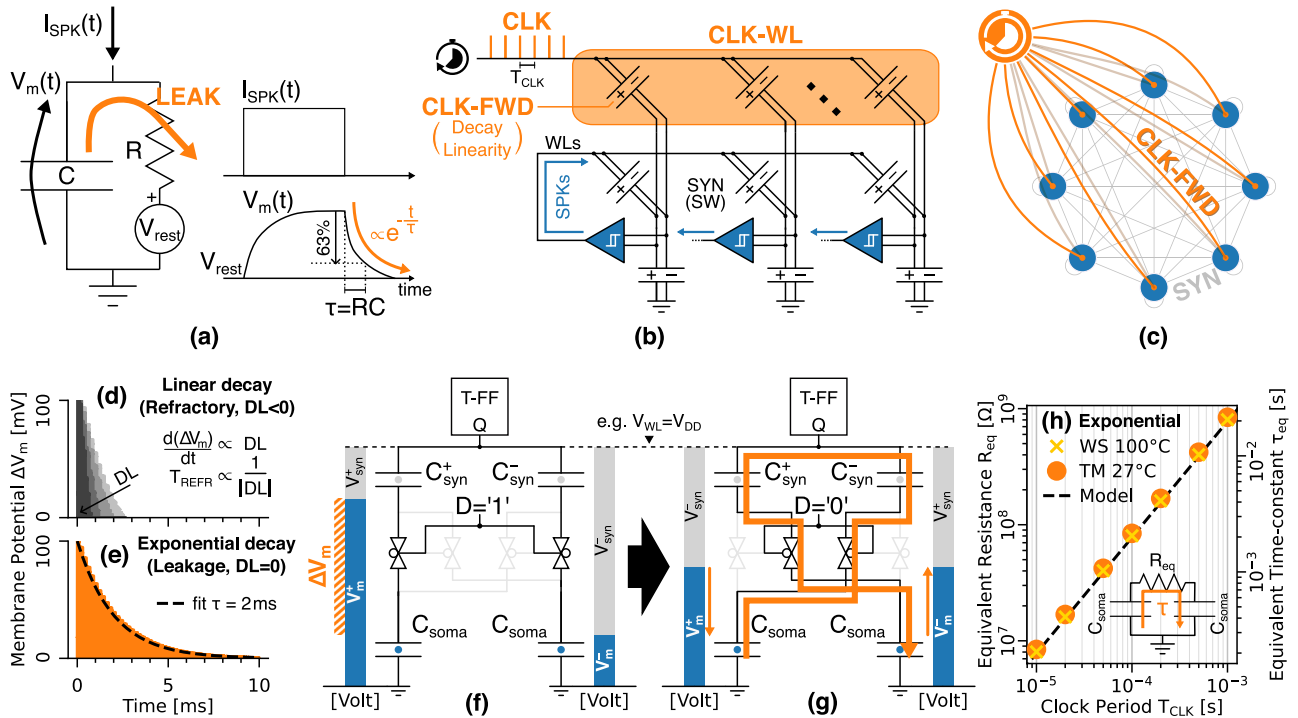 I_SPK(t)
V_m(t)
LEAK
R
C
+
V_rest
I_SPK(t)
V_m(t)
63%
∝e^{-t/τ}
V_rest
time
τ=RC
(a)
CLK
CLK-WL
T_CLK
CLK-FWD
(Decay
Linearity)
WLs
SPKs
SYN
(SW)
+ −
+ −
+ −
(b)
CLK-FWD
SYN
(c)
Membrane Potential ΔV_m [mV]
100
0
(d)
Linear decay
(Refractory, DL<0)
d(ΔV_m)/dt ∝ DL
T_REFR ∝ 1/|DL|
DL
100
0
(e)
Exponential decay
(Leakage, DL=0)
fit τ = 2ms
0 5 10
Time [ms]
T-FF
Q
e.g. V_WL=V_DD
T-FF
Q
V⁺_syn
C⁺_syn
C⁻_syn
D='1'
V⁻_syn
ΔV_m
V⁺_m
C_soma
C_soma
V⁻_m
[Volt]
(f)
[Volt]
V⁻_syn
C⁺_syn
C⁻_syn
D='0'
V⁺_syn
V⁺_m
C_soma
C_soma
V⁻_m
[Volt]
(g)
[Volt]
Equivalent Resistance R_eq [Ω]
10⁹
10⁸
10⁷
(h) Exponential
WS 100°C
TM 27°C
Model
R_eq
C_soma
τ
C_soma
10⁻⁵ 10⁻⁴ 10⁻³
Clock Period T_CLK [s]
10⁻²
10⁻³
Equivalent Time-constant τ_eq [s]